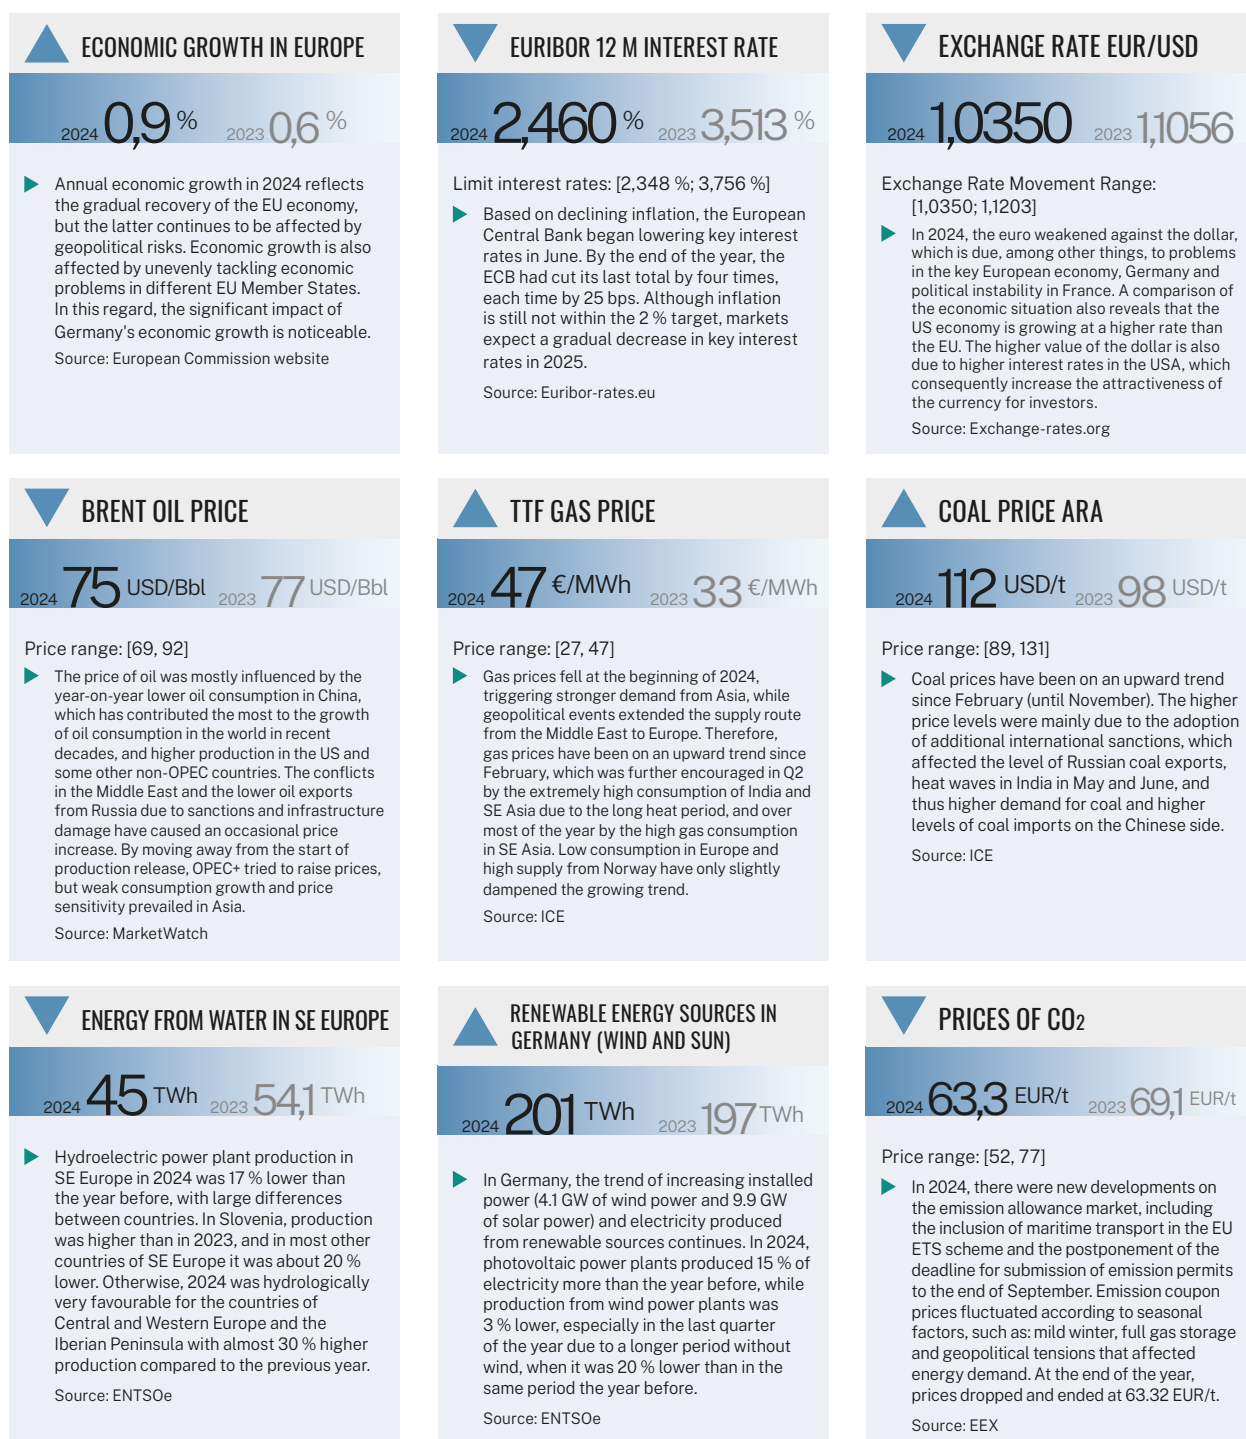 ECONOMIC GROWTH IN EUROPE
2024 0,9 % 2023 0,6 %
Annual economic growth in 2024 reflects
the gradual recovery of the EU economy,
but the latter continues to be affected by
geopolitical risks. Economic growth is also
affected by unevenly tackling economic
problems in different EU Member States.
In this regard, the significant impact of
Germany's economic growth is noticeable.
Source: European Commission website
EURIBOR 12 M INTEREST RATE
2024 2,460 % 2023 3,513 %
Limit interest rates: [2,348 %; 3,756 %]
Based on declining inflation, the European
Central Bank began lowering key interest
rates in June. By the end of the year, the
ECB had cut its last total by four times,
each time by 25 bps. Although inflation
is still not within the 2 % target, markets
expect a gradual decrease in key interest
rates in 2025.
Source: Euribor-rates.eu
EXCHANGE RATE EUR/USD
2024 1,0350 2023 1,1056
Exchange Rate Movement Range:
[1,0350; 1,1203]
In 2024, the euro weakened against the dollar,
which is due, among other things, to problems
in the key European economy, Germany and
political instability in France. A comparison of
the economic situation also reveals that the
US economy is growing at a higher rate than
the EU. The higher value of the dollar is also
due to higher interest rates in the USA, which
consequently increase the attractiveness of
the currency for investors.
Source: Exchange-rates.org
BRENT OIL PRICE
2024 75 USD/Bbl 2023 77 USD/Bbl
Price range: [69, 92]
The price of oil was mostly influenced by the
year-on-year lower oil consumption in China,
which has contributed the most to the growth
of oil consumption in the world in recent
decades, and higher production in the US and
some other non-OPEC countries. The conflicts
in the Middle East and the lower oil exports
from Russia due to sanctions and infrastructure
damage have caused an occasional price
increase. By moving away from the start of
production release, OPEC+ tried to raise prices,
but weak consumption growth and price
sensitivity prevailed in Asia.
Source: MarketWatch
TTF GAS PRICE
2024 47 €/MWh 2023 33 €/MWh
Price range: [27, 47]
Gas prices fell at the beginning of 2024,
triggering stronger demand from Asia, while
geopolitical events extended the supply route
from the Middle East to Europe. Therefore,
gas prices have been on an upward trend since
February, which was further encouraged in Q2
by the extremely high consumption of India and
SE Asia due to the long heat period, and over
most of the year by the high gas consumption
in SE Asia. Low consumption in Europe and
high supply from Norway have only slightly
dampened the growing trend.
Source: ICE
COAL PRICE ARA
2024 112 USD/t 2023 98 USD/t
Price range: [89, 131]
Coal prices have been on an upward trend
since February (until November). The higher
price levels were mainly due to the adoption
of additional international sanctions, which
affected the level of Russian coal exports,
heat waves in India in May and June, and
thus higher demand for coal and higher
levels of coal imports on the Chinese side.
Source: ICE
ENERGY FROM WATER IN SE EUROPE
2024 45 TWh 2023 54,1 TWh
Hydroelectric power plant production in
SE Europe in 2024 was 17 % lower than
the year before, with large differences
between countries. In Slovenia, production
was higher than in 2023, and in most other
countries of SE Europe it was about 20 %
lower. Otherwise, 2024 was hydrologically
very favourable for the countries of
Central and Western Europe and the
Iberian Peninsula with almost 30 % higher
production compared to the previous year.
Source: ENTSOe
RENEWABLE ENERGY SOURCES IN
GERMANY (WIND AND SUN)
2024 201 TWh 2023 197 TWh
In Germany, the trend of increasing installed
power (4.1 GW of wind power and 9.9 GW
of solar power) and electricity produced
from renewable sources continues. In 2024,
photovoltaic power plants produced 15 % of
electricity more than the year before, while
production from wind power plants was
3 % lower, especially in the last quarter
of the year due to a longer period without
wind, when it was 20 % lower than in the
same period the year before.
Source: ENTSOe
PRICES OF CO2
2024 63,3 EUR/t 2023 69,1 EUR/t
Price range: [52, 77]
In 2024, there were new developments on
the emission allowance market, including
the inclusion of maritime transport in the EU
ETS scheme and the postponement of the
deadline for submission of emission permits
to the end of September. Emission coupon
prices fluctuated according to seasonal
factors, such as: mild winter, full gas storage
and geopolitical tensions that affected
energy demand. At the end of the year,
prices dropped and ended at 63.32 EUR/t.
Source: EEX